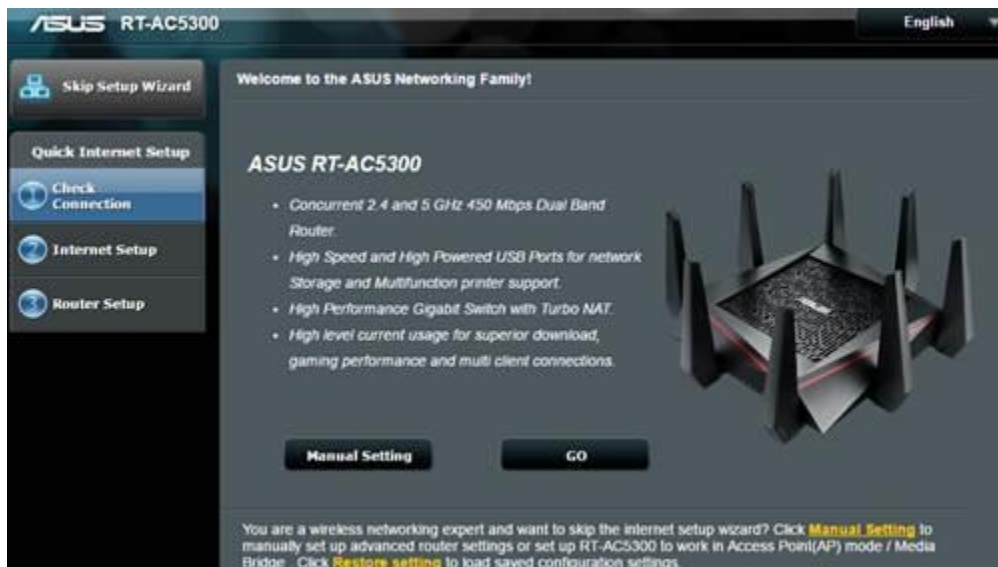 ASUS RT-AC5300
English
Skip Setup Wizard
Welcome to the ASUS Networking Family!
Quick Internet Setup
1 Check
Connection
2 Internet Setup
3 Router Setup
ASUS RT-AC5300
• Concurrent 2.4 and 5 GHz 450 Mbps Dual Band
Router.
• High Speed and High Powered USB Ports for network
Storage and Multifunction printer support.
• High Performance Gigabit Switch with Turbo NAT.
• High level current usage for superior download,
gaming performance and multi client connections.
ASUS
Manual Setting
GO
You are a wireless networking expert and want to skip the internet setup wizard? Click Manual Setting to
manually set up advanced router settings or set up RT-AC5300 to work in Access Point(AP) mode / Media
Bridge . Click Restore setting to load saved configuration settings.